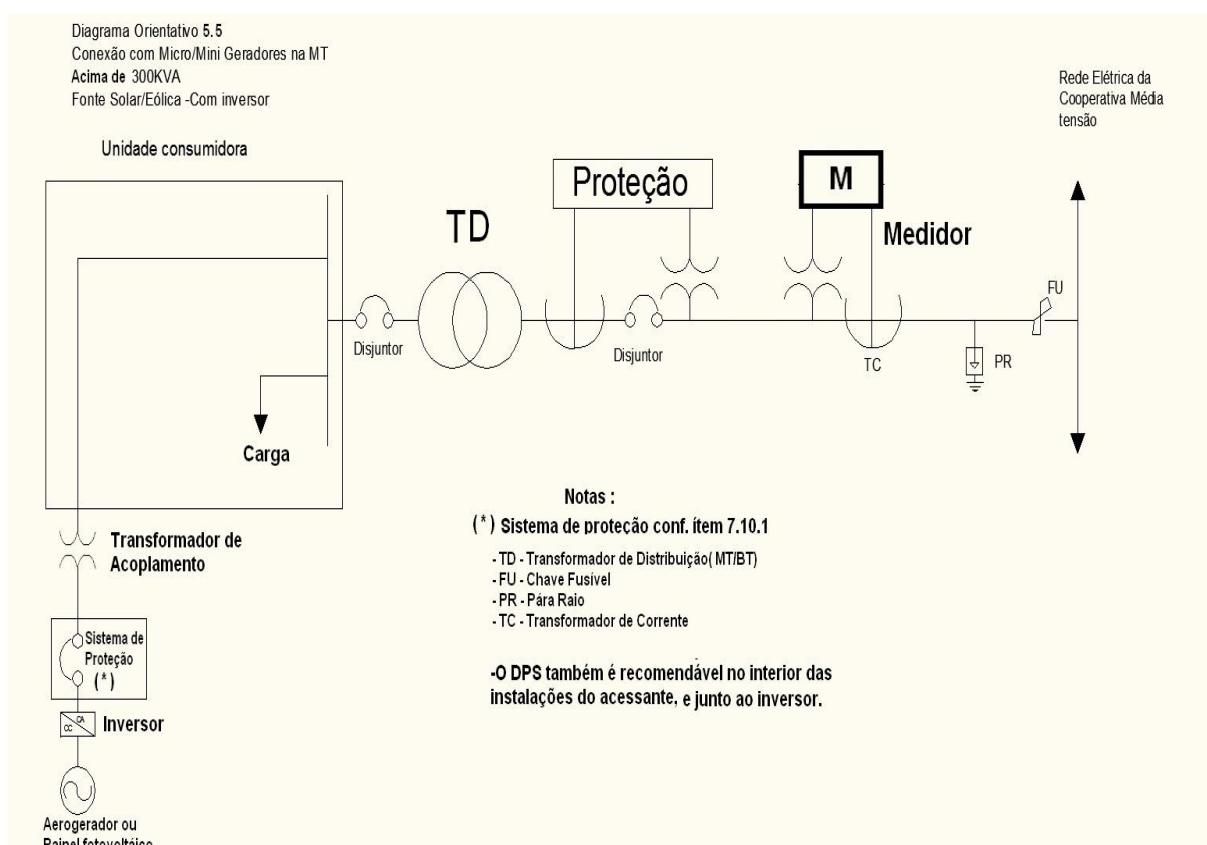 Diagrama Orientativo 5.5
Conexão com Micro/Mini Geradores na MT
Acima de 300KVA
Fonte Solar/Eólica -Com inversor
Rede Elétrica da
Cooperativa Média
tensão
Unidade consumidora
Proteção
M
TD
Medidor
FU
Disjuntor
Disjuntor
TC
PR
Carga
Notas :
(*) Sistema de proteção conf. ítem 7.10.1
- TD - Transformador de Distribuição( MT/BT)
- FU - Chave Fusível
- PR - Pára Raio
- TC - Transformador de Corrente
-O DPS também é recomendável no interior das
instalações do acessante, e junto ao inversor.
Transformador de
Acoplamento
Sistema de
Proteção
(*)
CA
CC
Inversor
Aerogerador ou
Painel fotovoltáico